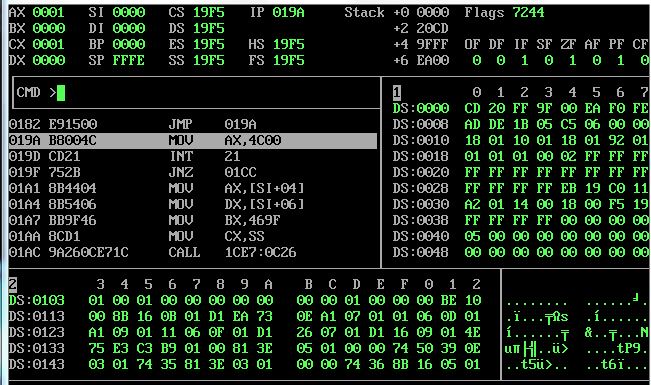 AX 0001 SI 0000 CS 19F5 IP 019A Stack +0 0000 Flags 7244
BX 0000 DI 0000 DS 19F5 +2 20CD
CX 0001 BP 0000 ES 19F5 HS 19F5 +4 9FFF OF DF IF SF ZF AF PF CF
DX 0000 SP FFFE SS 19F5 FS 19F5 +6 EA00 0 0 1 0 1 0 1 0
CMD >
1 0 1 2 3 4 5 6 7
DS:0000 CD 20 FF 9F 00 EA F0 FE
DS:0008 AD DE 1B 05 C5 06 00 00
DS:0010 18 01 10 01 18 01 92 01
DS:0018 01 01 01 00 02 FF FF FF
DS:0020 FF FF FF FF FF FF FF FF
DS:0028 FF FF FF FF EB 19 C0 11
DS:0030 A2 01 14 00 18 00 F5 19
DS:0038 FF FF FF FF 00 00 00 00
DS:0040 05 00 00 00 00 00 00 00
DS:0048 00 00 00 00 00 00 00 00
0182 E91500 JMP 019A
019A B8004C MOV AX,4C00
019D CD21 INT 21
019F 752B JNZ 01CC
01A1 8B4404 MOV AX,[SI+04]
01A4 8B5406 MOV DX,[SI+06]
01A7 BB9F46 MOV BX,469F
01AA 8CD1 MOV CX,SS
01AC 9A260CE71C CALL 1CE7:0C26
2 3 4 5 6 7 8 9 A B C D E F 0 1 2
DS:0103 01 00 01 00 00 00 00 00 00 00 01 00 00 00 BE 10
DS:0113 00 8B 16 0B 01 D1 EA 73 0E A1 07 01 01 06 0D 01
DS:0123 A1 09 01 11 06 0F 01 D1 26 07 01 D1 16 09 01 4E
DS:0133 75 E3 C3 B9 01 00 81 3E 05 01 00 00 74 50 39 0E
DS:0143 03 01 74 35 81 3E 03 01 00 00 74 36 8B 16 05 01
........ ......╛.
.ï...╤Ωs .í......
í......╤ &..╤...N
uπ├╣..ü> ....tP9.
..t5ü>.. ..t6ï...